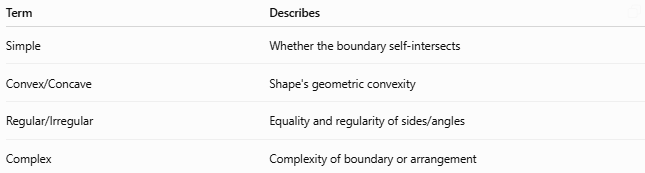 Term Describes
Simple Whether the boundary self-intersects
Convex/Concave Shape's geometric convexity
Regular/Irregular Equality and regularity of sides/angles
Complex Complexity of boundary or arrangement